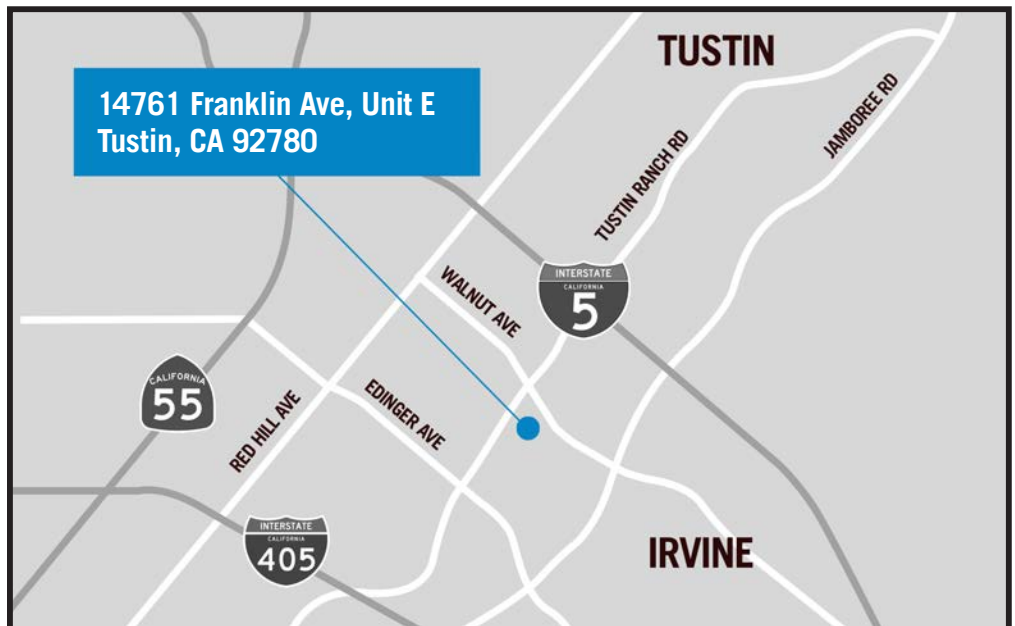 TUSTIN
14761 Franklin Ave, Unit E
Tustin, CA 92780
JAMBOREE RD
TUSTIN RANCH RD
INTERSTATE
CALIFORNIA
5
WALNUT AVE
CALIFORNIA
55
RED HILL AVE
EDINGER AVE
INTERSTATE
CALIFORNIA
405
IRVINE